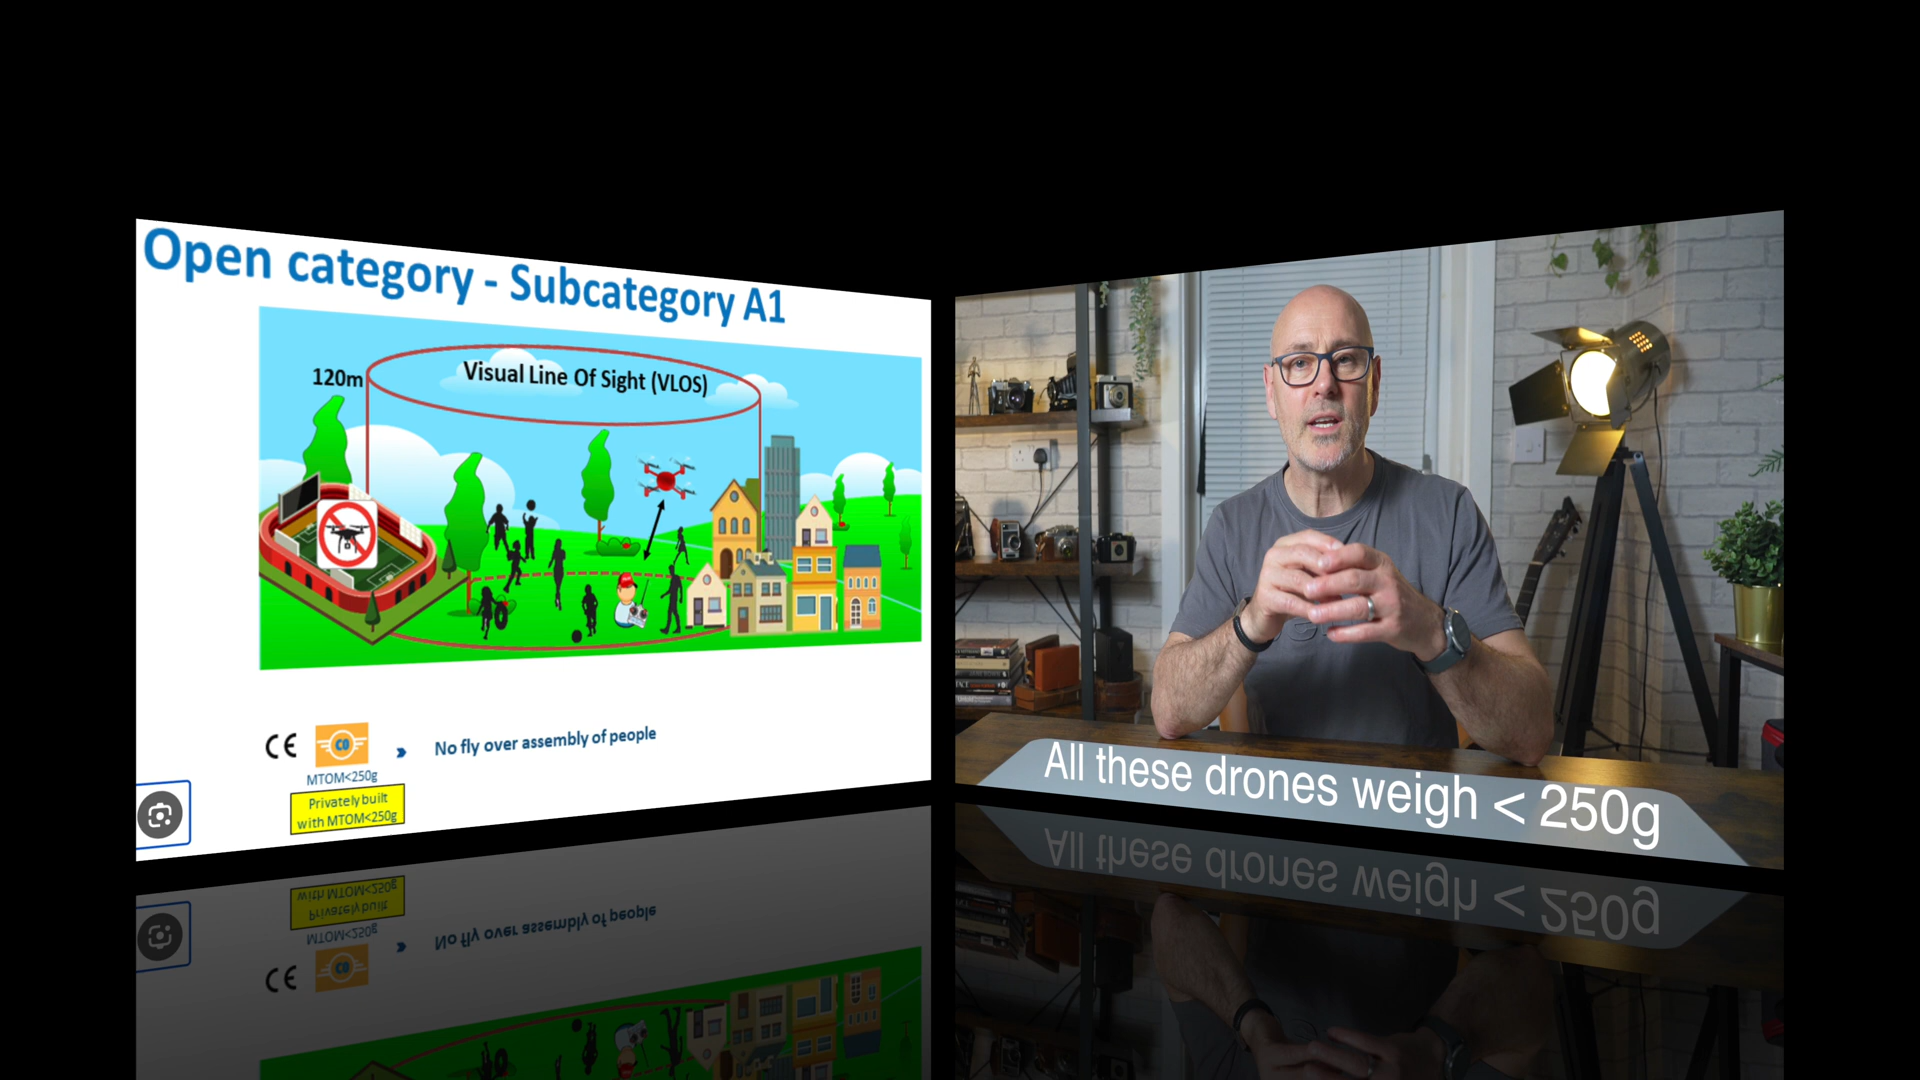 Open category - Subcategory A1
120m
Visual Line Of Sight (VLOS)
CE
C0
No fly over assembly of people
MTOM<250g
Privately built
with MTOM<250g
All these drones weigh < 250g